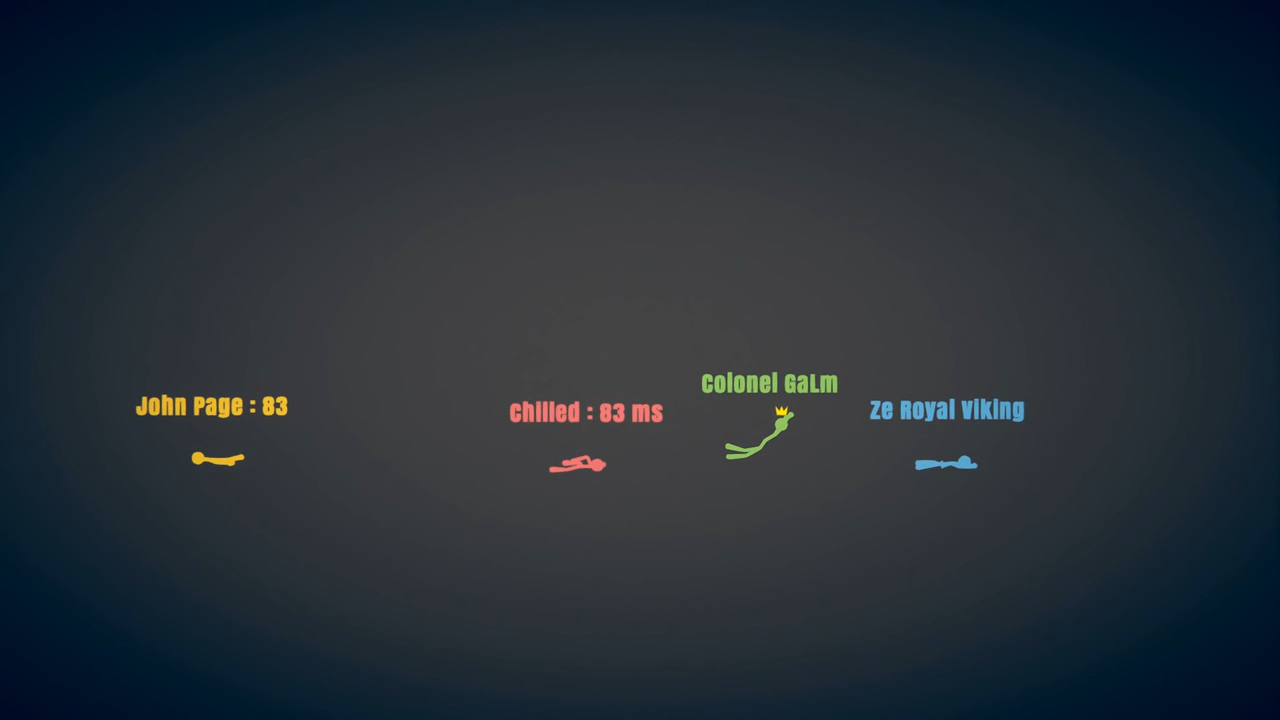 John Page : 83
Chilled : 83 ms
Colonel GaLm
Ze Royal Viking